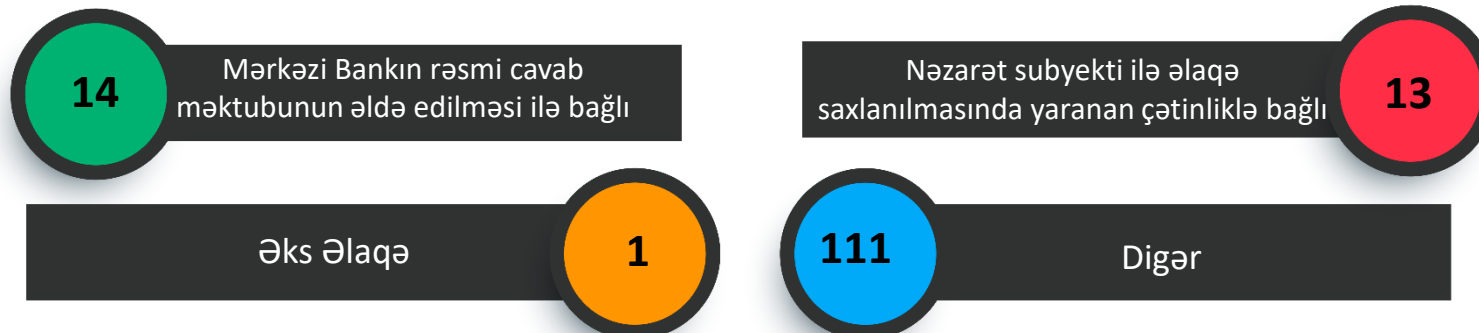 14
Mərkəzi Bankın rəsmi cavab
məktubunun əldə edilməsi ilə bağlı
Nəzarət subyekti ilə əlaqə
saxlanılmasında yaranan çətinliklə bağlı
13
Əks Əlaqə
1
111
Digər